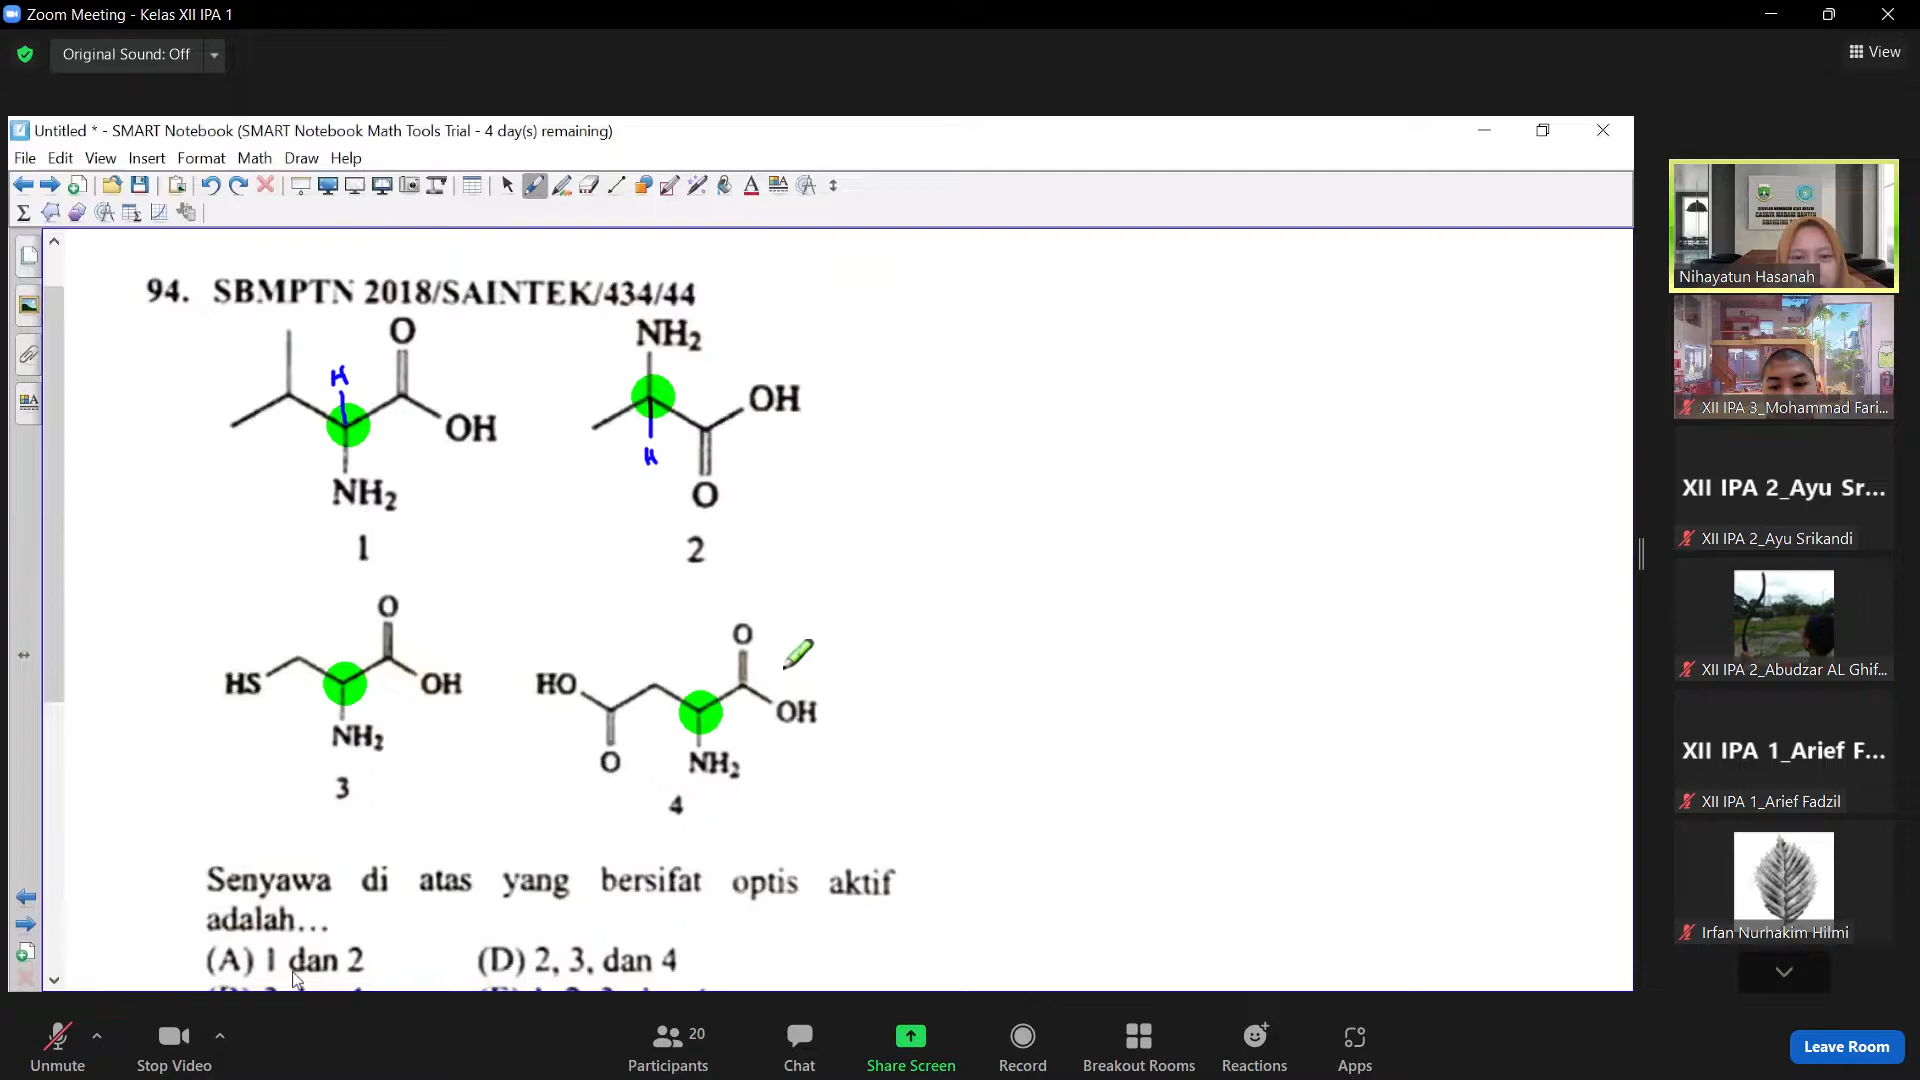 Zoom Meeting - Kelas XII IPA 1
Original Sound: Off
View
Untitled * - SMART Notebook (SMART Notebook Math Tools Trial - 4 day(s) remaining)
File Edit View Insert Format Math Draw Help
94. SBMPTN 2018/SAINTEK/434/44
O
NH2
H
OH
OH
H
NH2
O
1
2
O
O
HS
OH
HO
OH
NH2
O
NH2
3
4
Senyawa di atas yang bersifat optis aktif
adalah...
(A) 1 dan 2
(D) 2, 3, dan 4
Nihayatun Hasanah
XII IPA 3_Mohammad Fari...
XII IPA 2_Ayu Sr...
XII IPA 2_Ayu Srikandi
XII IPA 2_Abudzar AL Ghif...
XII IPA 1_Arief F...
XII IPA 1_Arief Fadzil
Irfan Nurhakim Hilmi
Unmute
Stop Video
20
Participants
Chat
Share Screen
Record
Breakout Rooms
Reactions
Apps
Leave Room